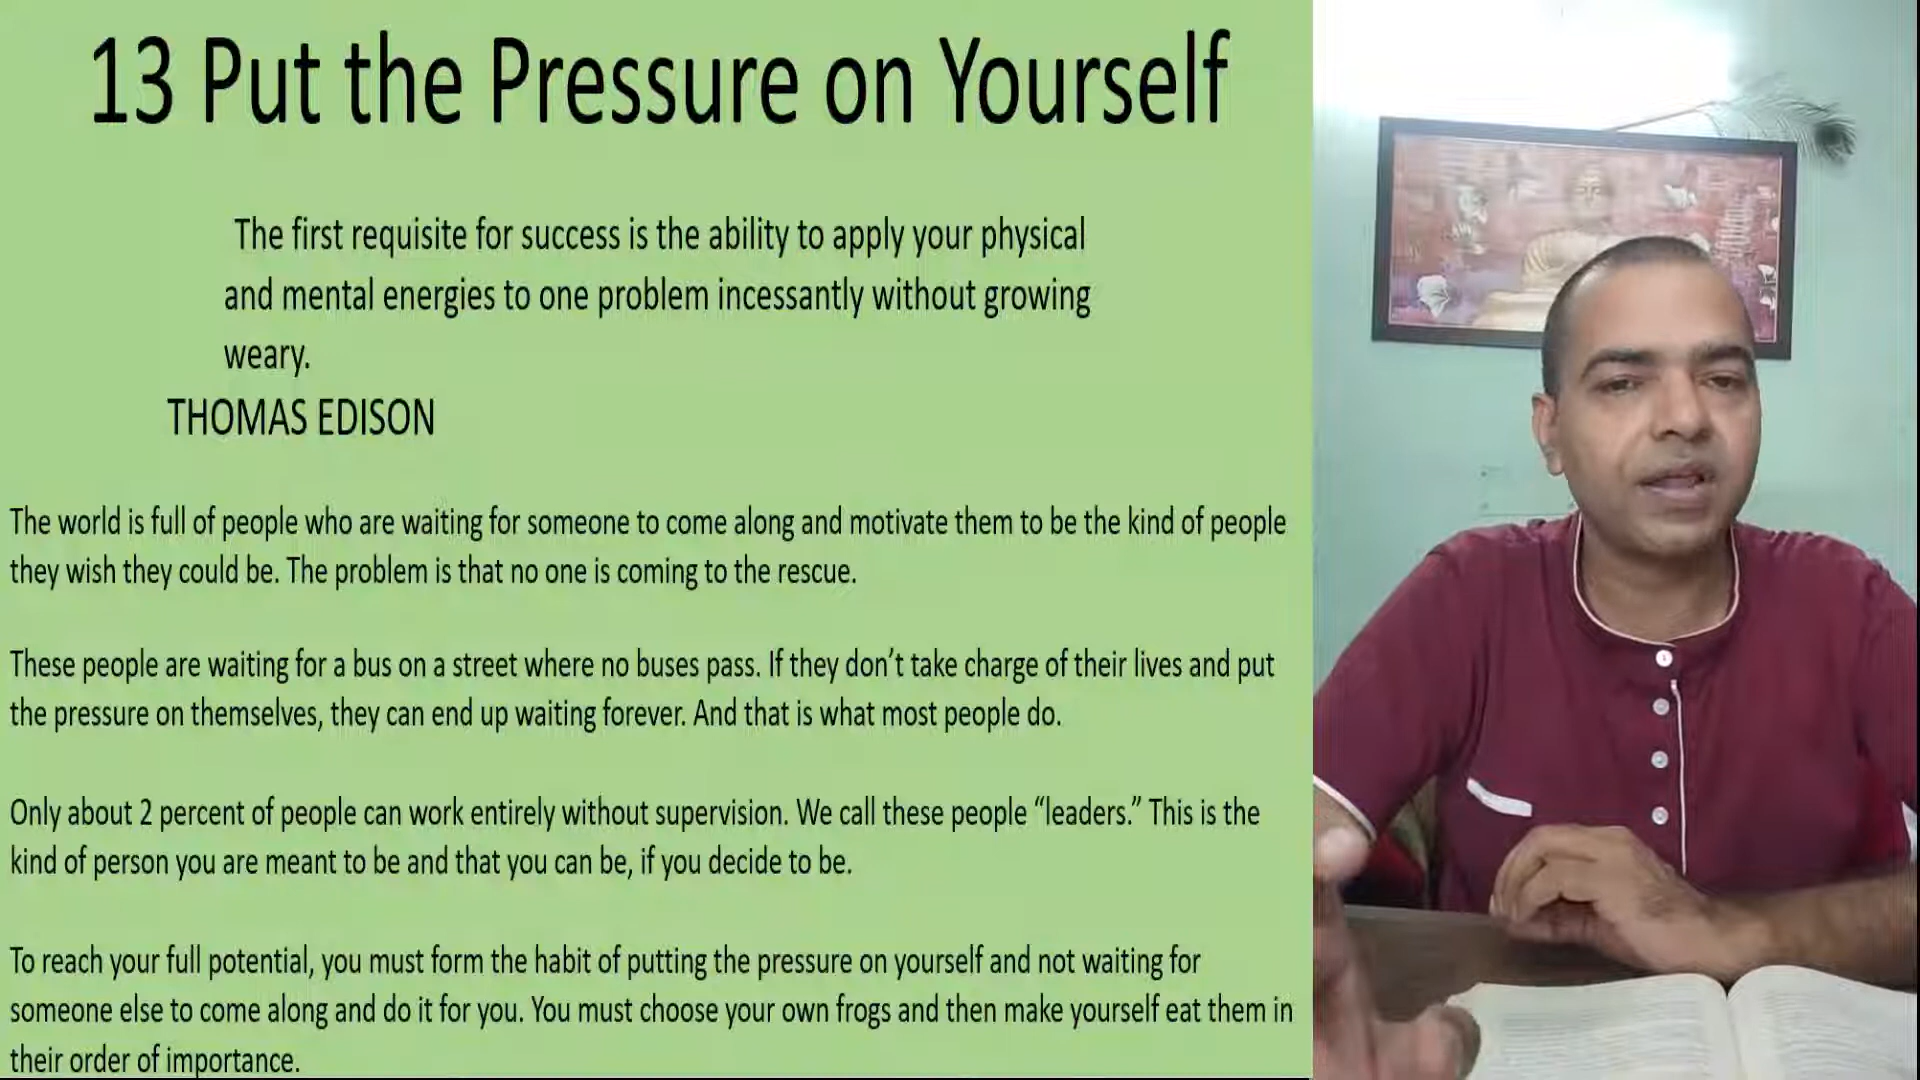 13 Put the Pressure on Yourself
The first requisite for success is the ability to apply your physical
and mental energies to one problem incessantly without growing
weary.
THOMAS EDISON
The world is full of people who are waiting for someone to come along and motivate them to be the kind of people
they wish they could be. The problem is that no one is coming to the rescue.
These people are waiting for a bus on a street where no buses pass. If they don’t take charge of their lives and put
the pressure on themselves, they can end up waiting forever. And that is what most people do.
Only about 2 percent of people can work entirely without supervision. We call these people “leaders.” This is the
kind of person you are meant to be and that you can be, if you decide to be.
To reach your full potential, you must form the habit of putting the pressure on yourself and not waiting for
someone else to come along and do it for you. You must choose your own frogs and then make yourself eat them in
their order of importance.